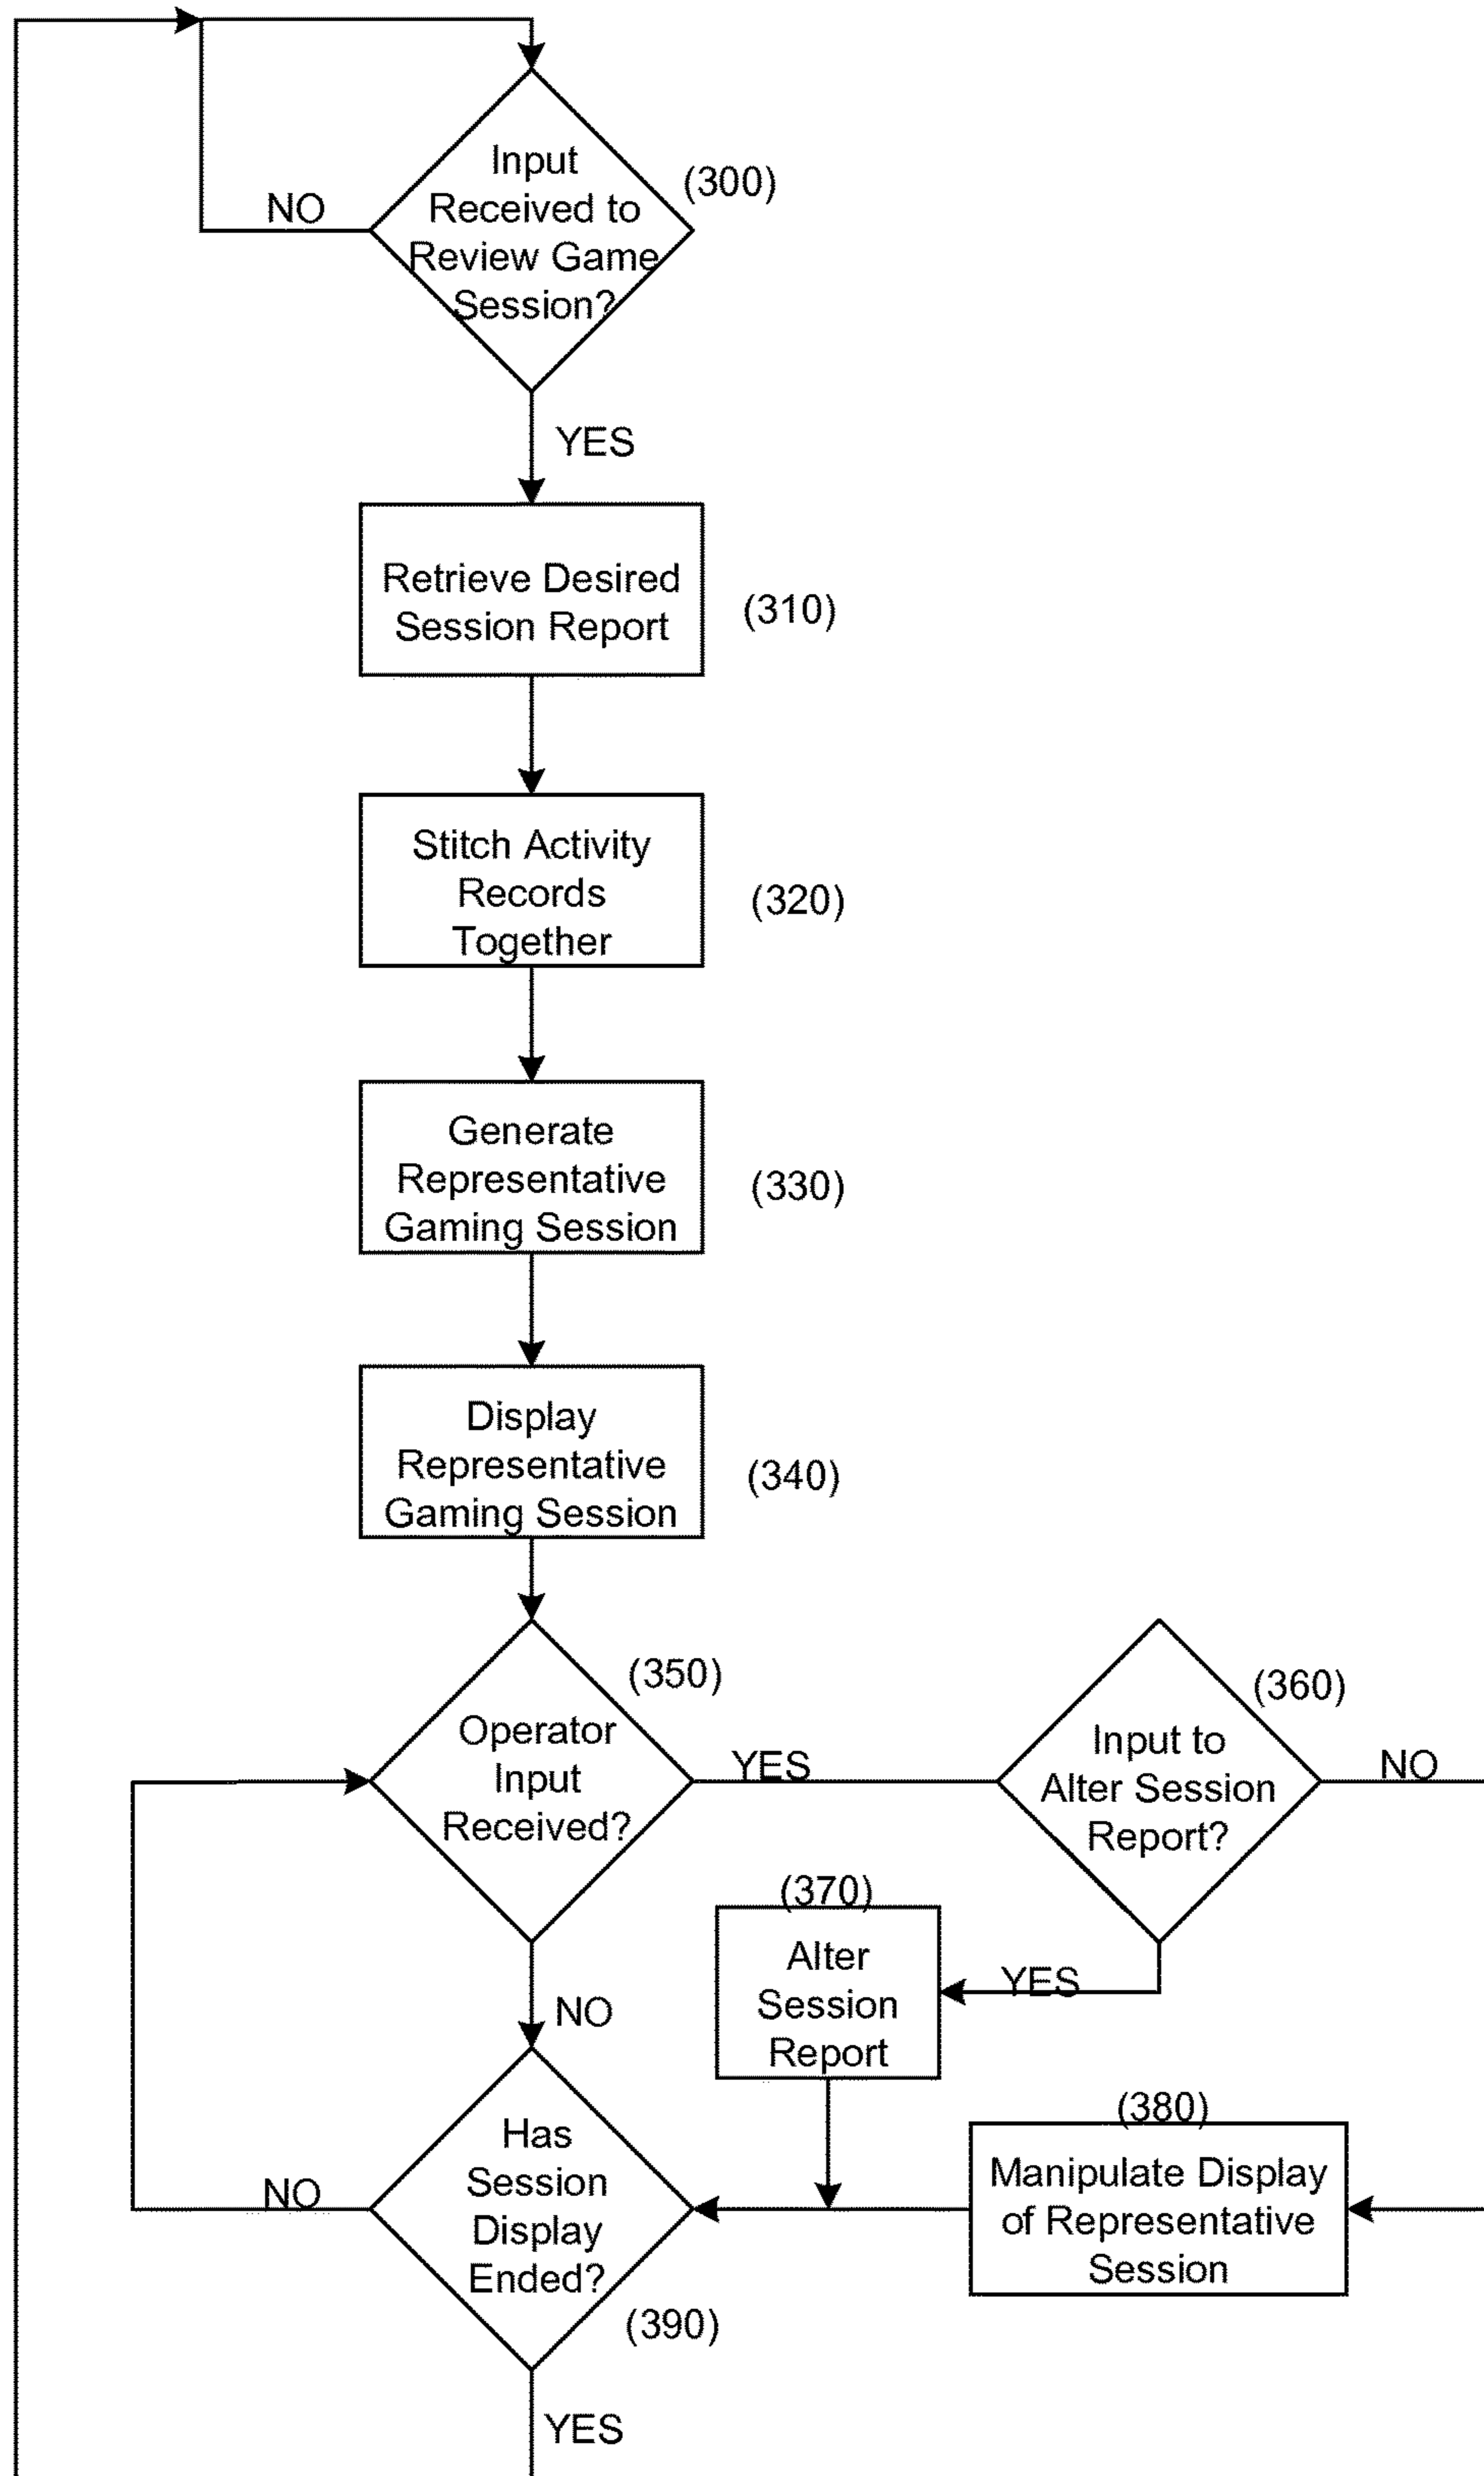 Input
Received to
Review Game
Session?
(300)
NO
YES
Retrieve Desired
Session Report
(310)
Stitch Activity
Records
Together
(320)
Generate
Representative
Gaming Session
(330)
Display
Representative
Gaming Session
(340)
Operator
Input
Received?
(350)
YES
Input to
Alter Session
Report?
(360)
NO
(370)
Alter
Session
Report
YES
NO
(380)
Manipulate Display
of Representative
Session
Has
Session
Display
Ended?
(390)
NO
YES